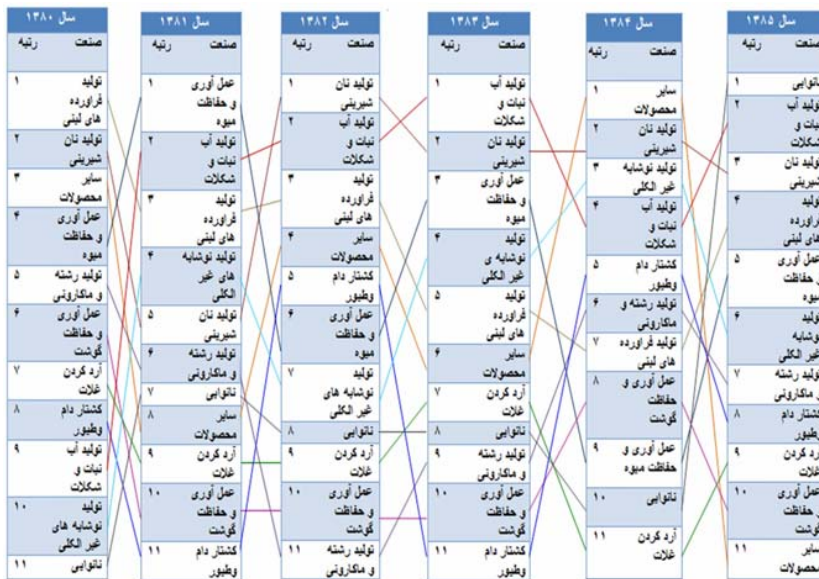 سال ۱۳۸۰
صنعت رتبه
۱ تولید
فراورده
های لبنی
۲ تولید نان
شیرینی
۳ سایر
محصولات
۴ عمل آوری
و حفاظت
میوه
۵ تولید رشته
و ماکارونی
۶ عمل آوری
و حفاظت
گوشت
۷ آرد کردن
غلات
۸ کشتار دام
وطیور
۹ تولید آب
نبات و
شکلات
۱۰ تولید
نوشابه های
غیر الکلی
۱۱ نانوایی
سال ۱۳۸۱
صنعت رتبه
۱ عمل آوری
و حفاظت
میوه
۲ تولید آب
نبات و
شکلات
۳ تولید
فراورده
های لبنی
۴ تولید نوشابه
های غیر
الکلی
۵ تولید نان
شیرینی
۶ تولید رشته
و ماکارونی
۷ نانوایی
۸ سایر
محصولات
۹ آرد کردن
غلات
۱۰ عمل آوری
و حفاظت
گوشت
۱۱ کشتار دام
وطیور
سال ۱۳۸۲
صنعت رتبه
۱ تولید نان
شیرینی
۲ تولید آب
نبات و
شکلات
۳ تولید
فراورده
های لبنی
۴ سایر
محصولات
۵ کشتار دام
وطیور
۶ عمل آوری
و حفاظت
میوه
۷ تولید
نوشابه های
غیر الکلی
۸ نانوایی
۹ آرد کردن
غلات
۱۰ عمل آوری
و حفاظت
گوشت
۱۱ تولید رشته
و ماکارونی
سال ۱۳۸۳
صنعت رتبه
۱ تولید آب
نبات و
شکلات
۲ تولید نان
شیرینی
۳ عمل آوری
و حفاظت
میوه
۴ تولید
نوشابه ی
غیر الکلی
۵ تولید
فراورده
های لبنی
۶ سایر
محصولات
۷ آرد کردن
غلات
۸ نانوایی
۹ تولید رشته
و ماکارونی
۱۰ عمل آوری
و حفاظت
گوشت
۱۱ کشتار دام
وطیور
سال ۱۳۸۴
صنعت رتبه
۱ سایر
محصولات
۲ تولید نان
شیرینی
۳ تولید نوشابه
غیر الکلی
۴ تولید آب
نبات و
شکلات
۵ کشتار دام
وطیور
۶ تولید رشته و
ماکارونی
۷ تولید فراورده
های لبنی
۸ عمل آوری و
حفاظت
گوشت
۹ عمل آوری و
حفاظت میوه
۱۰ نانوایی
۱۱ آرد کردن
غلات
سال ۱۳۸۵
صنعت رتبه
۱ نانوایی
۲ تولید آب
نبات و
شکلات
۳ تولید نان
شیرینی
۴ تولید
فراورده
های لبنی
۵ عمل آوری
و حفاظت
میوه
۶ تولید
نوشابه
غیر الکلی
۷ تولید رشته
و ماکارونی
۸ کشتار دام
وطیور
۹ آرد کردن
غلات
۱۰ عمل آوری
و حفاظت
گوشت
۱۱ سایر
محصولات